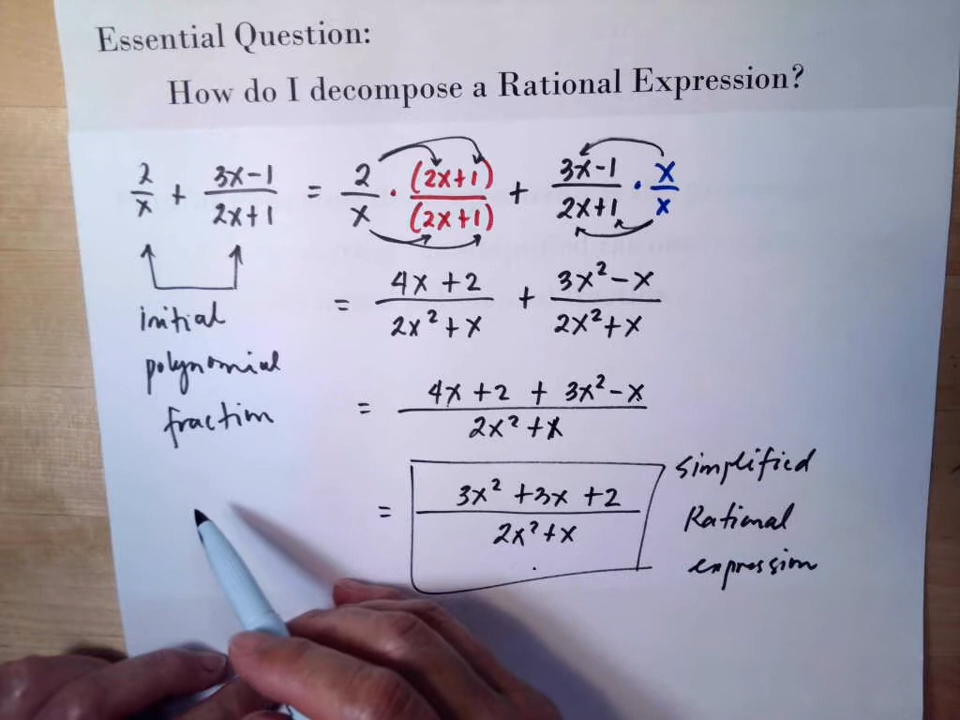 Essential Question:
How do I decompose a Rational Expression?
2/x + 3x-1/2x+1 = 2/x · (2x+1)/(2x+1) + 3x-1/2x+1 · x/x
= 4x+2/2x²+x + 3x²-x/2x²+x
initial
polynomial
fraction
= 4x+2 + 3x²-x/2x²+x
= 3x²+3x+2/2x²+x
simplified
Rational
expression